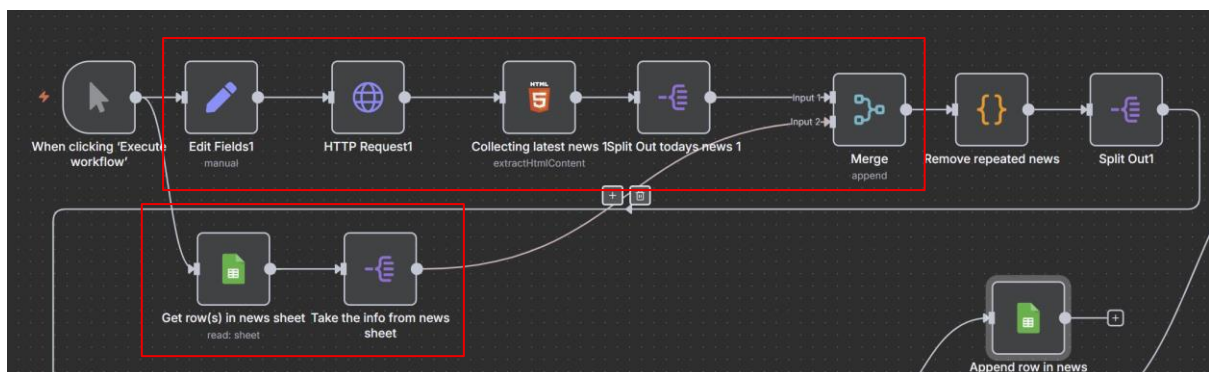 HTML
5
Input 1
Input 2
When clicking ‘Execute
workflow’
Edit Fields1
manual
HTTP Request1
Collecting latest news 1
extractHtmlContent
Split Out todays news 1
Merge
append
{}
Remove repeated news
Split Out1
Get row(s) in news sheet
read: sheet
Take the info from news
sheet
Append row in news